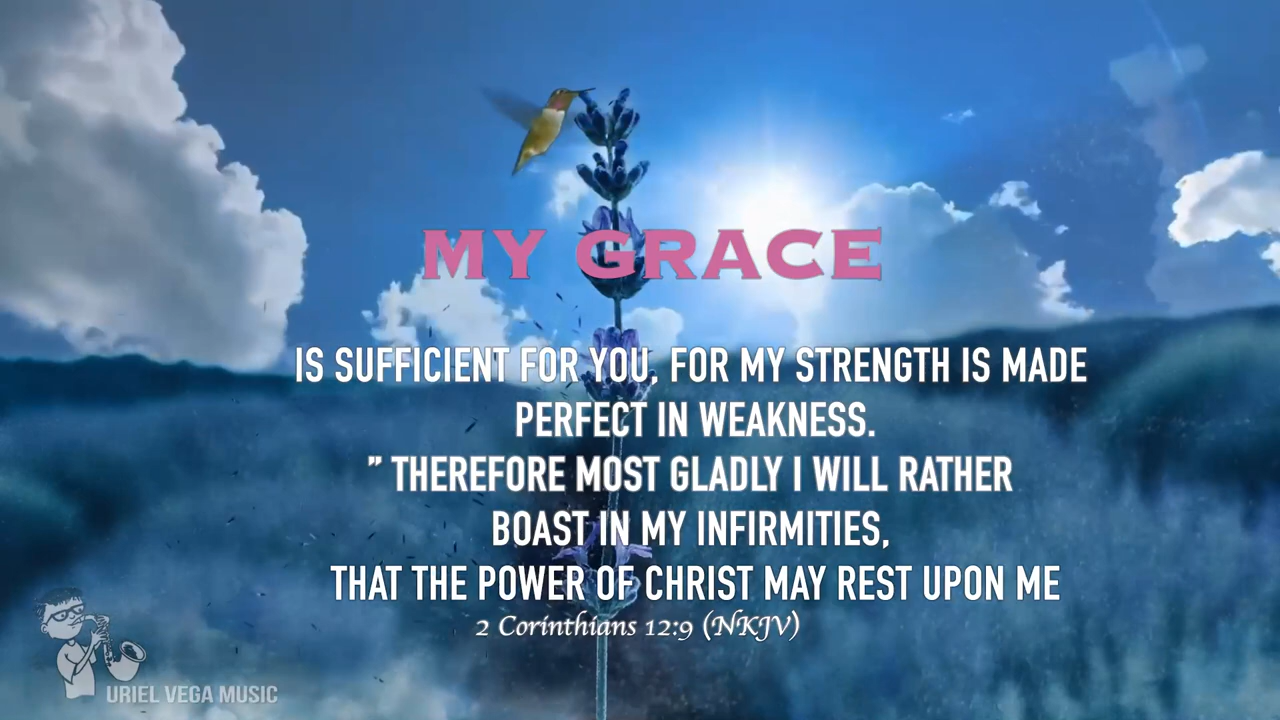 MY GRACE
IS SUFFICIENT FOR YOU, FOR MY STRENGTH IS MADE
PERFECT IN WEAKNESS.
” THEREFORE MOST GLADLY I WILL RATHER
BOAST IN MY INFIRMITIES,
THAT THE POWER OF CHRIST MAY REST UPON ME
2 Corinthians 12:9 (NKJV)
URIEL VEGA MUSIC